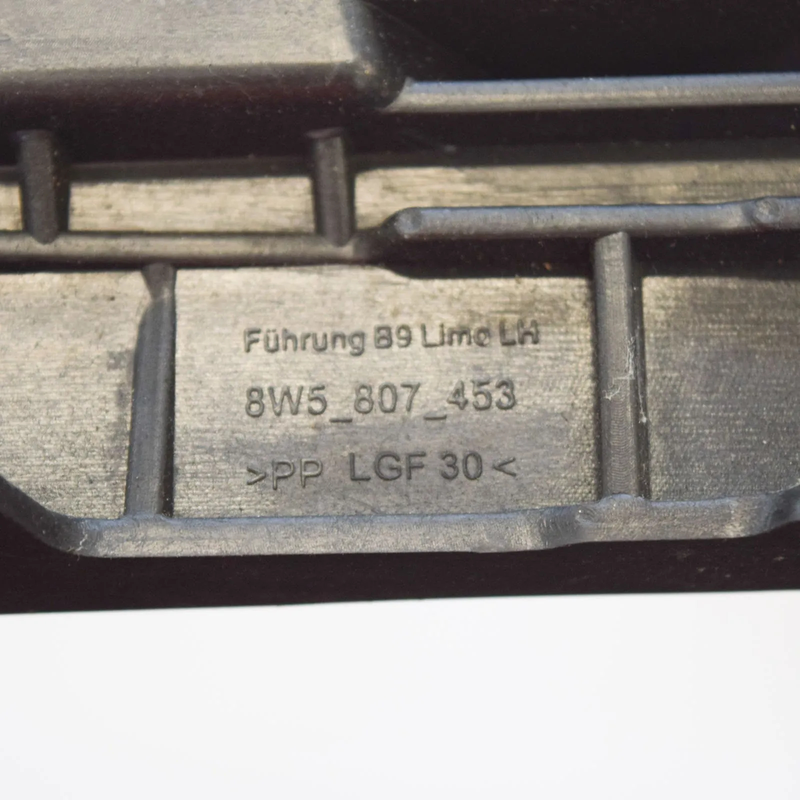 Führung B9 Limo LH
8W5_807_453
>PP LGF 30<